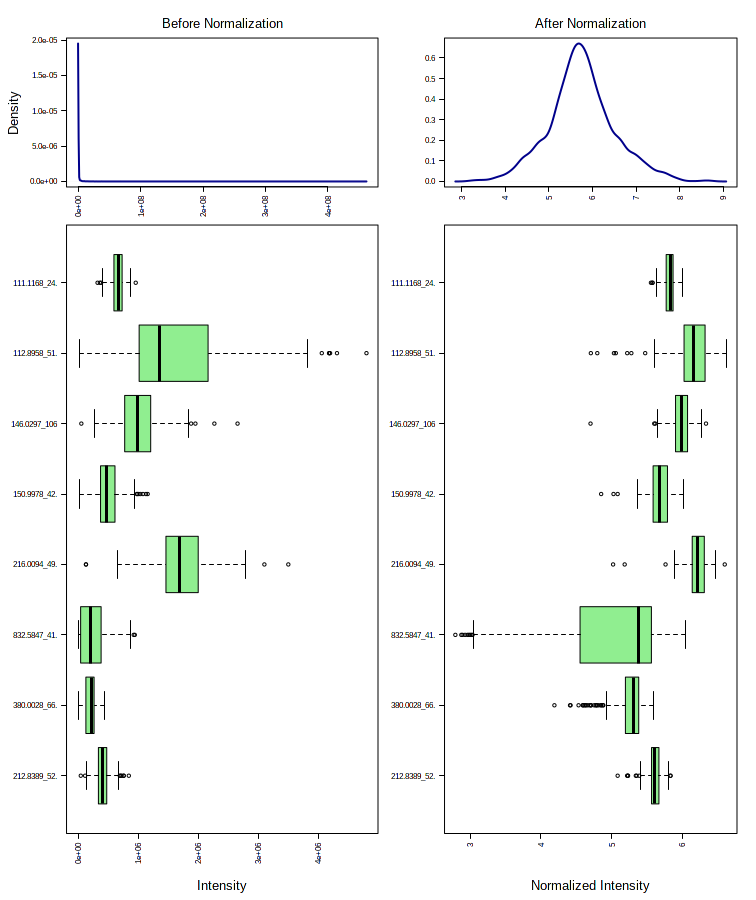 Before Normalization
After Normalization
Density
2.0e-05
1.5e-05
1.0e-05
5.0e-06
0.0e+00
0e+00
1e+08
2e+08
3e+08
4e+08
0.6
0.5
0.4
0.3
0.2
0.1
0.0
3
4
5
6
7
8
9
111.1168_24.
112.8958_51.
146.0297_106
150.9978_42.
216.0094_49.
832.5847_41.
380.0028_66.
212.8389_52.
0e+00
1e+06
2e+06
3e+06
4e+06
Intensity
111.1168_24.
112.8958_51.
146.0297_106
150.9978_42.
216.0094_49.
832.5847_41.
380.0028_66.
212.8389_52.
3
4
5
6
Normalized Intensity